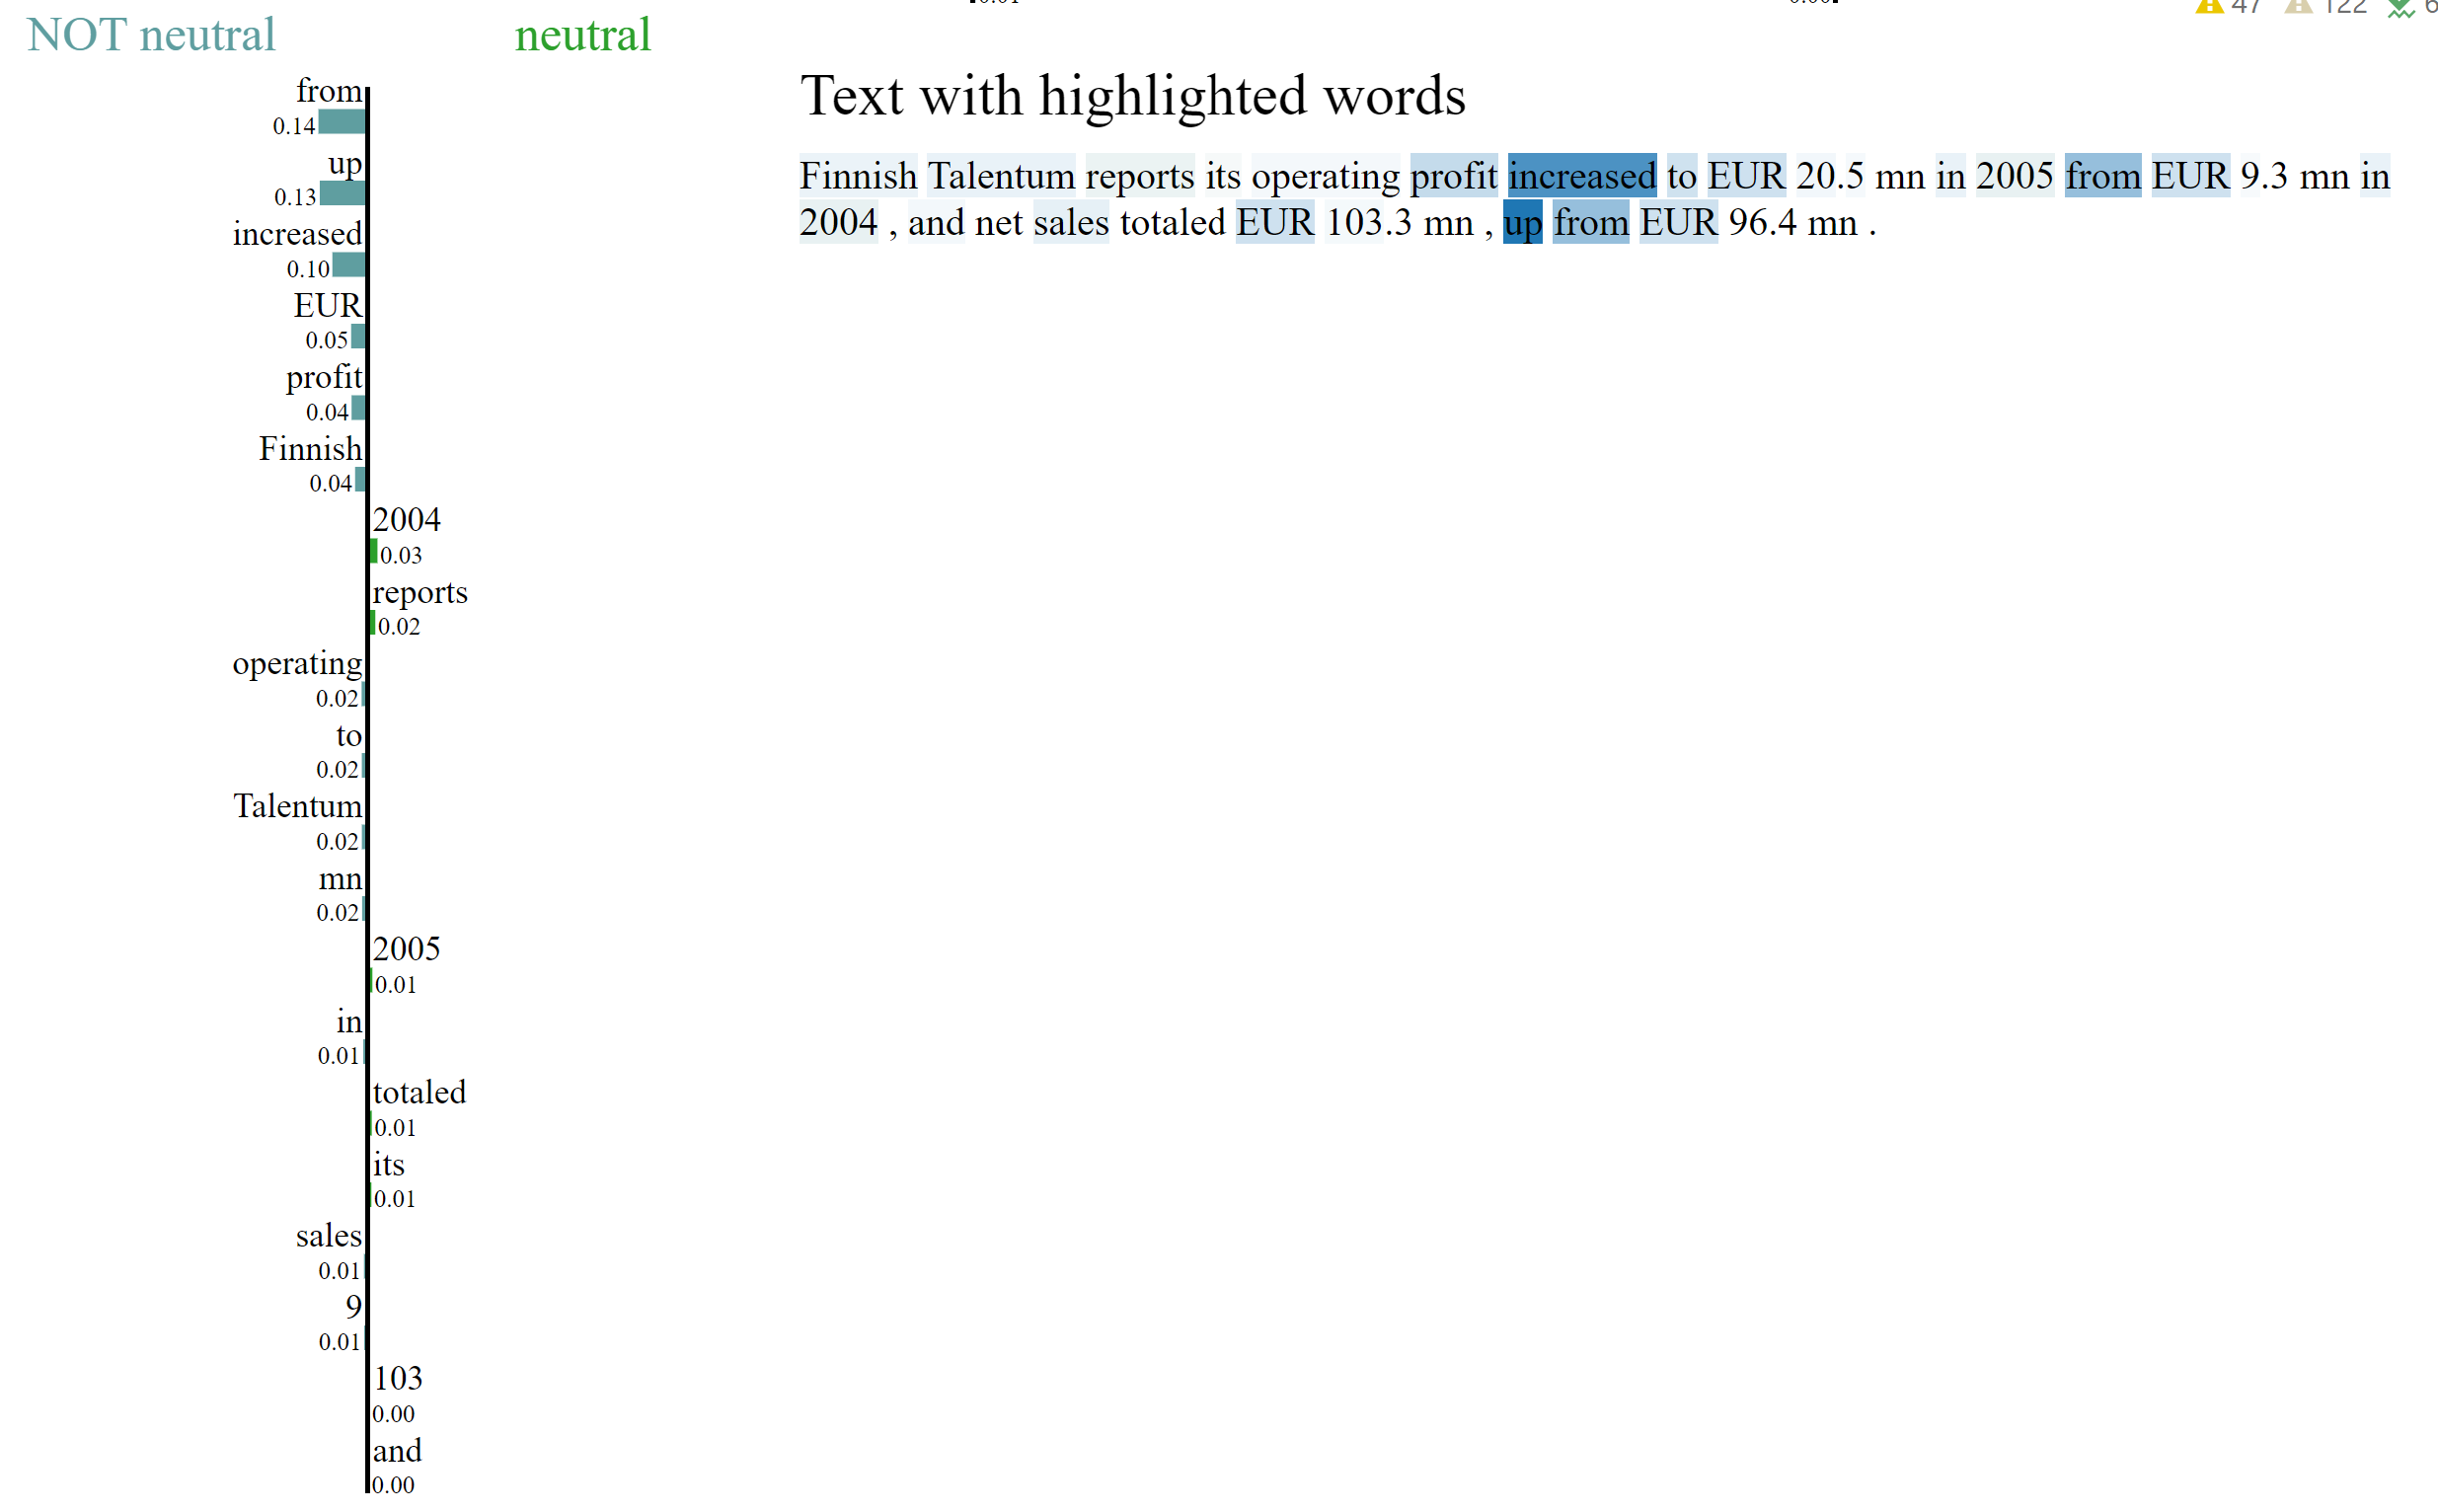 NOT neutral
neutral
from
0.14
up
0.13
increased
0.10
EUR
0.05
profit
0.04
Finnish
0.04
2004
0.03
reports
0.02
operating
0.02
to
0.02
Talentum
0.02
mn
0.02
2005
0.01
in
0.01
totaled
0.01
its
0.01
sales
0.01
9
0.01
103
0.00
and
0.00
47 122
Text with highlighted words
Finnish Talentum reports its operating profit increased to EUR 20.5 mn in 2005 from EUR 9.3 mn in
2004 , and net sales totaled EUR 103.3 mn , up from EUR 96.4 mn .